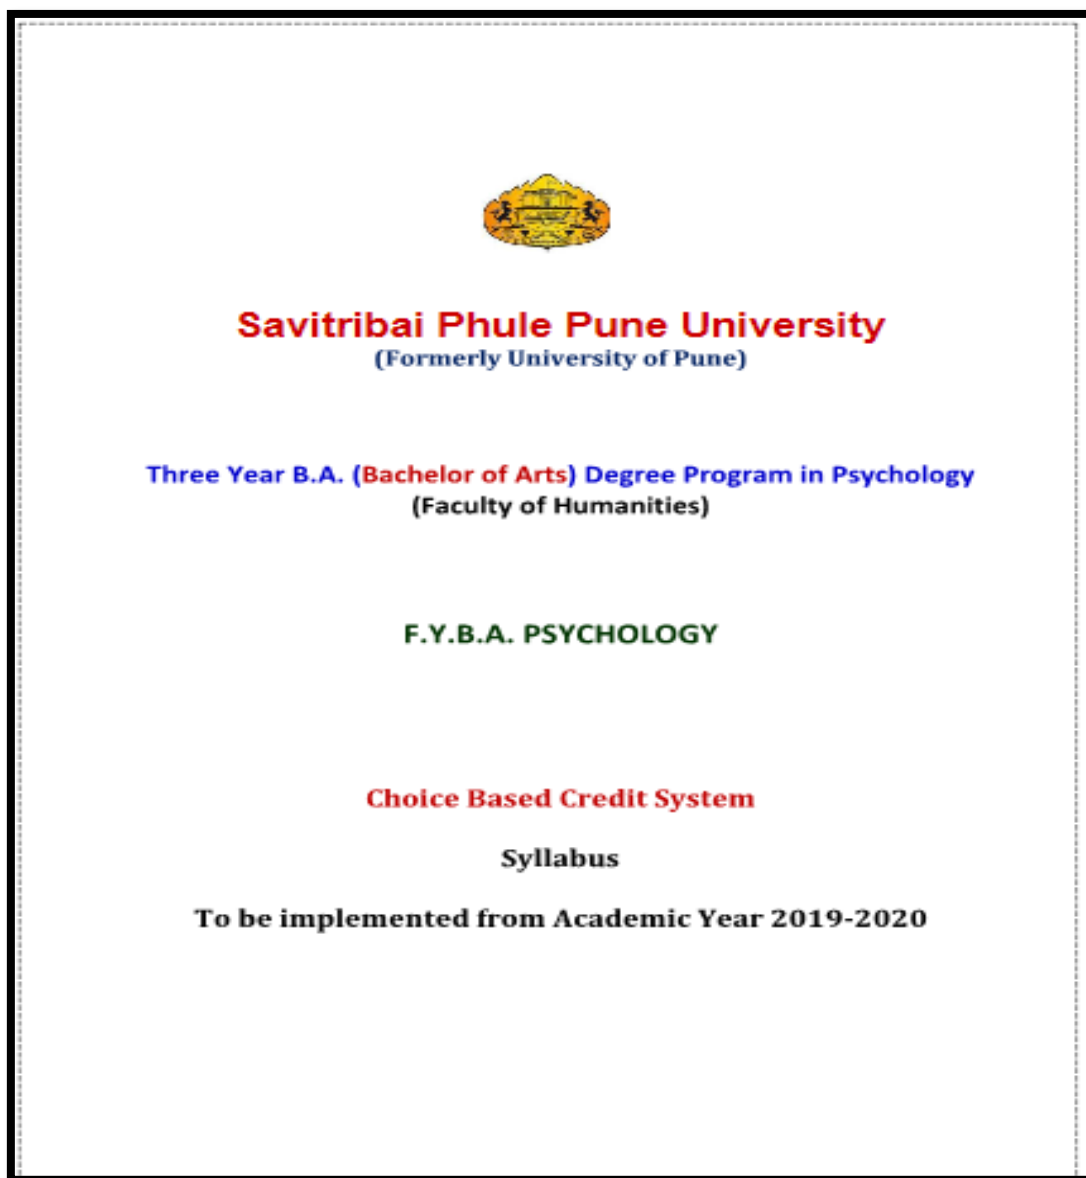 Savitribai Phule Pune University
(Formerly University of Pune)
Three Year B.A. (Bachelor of Arts) Degree Program in Psychology
(Faculty of Humanities)
F.Y.B.A. PSYCHOLOGY
Choice Based Credit System
Syllabus
To be implemented from Academic Year 2019-2020